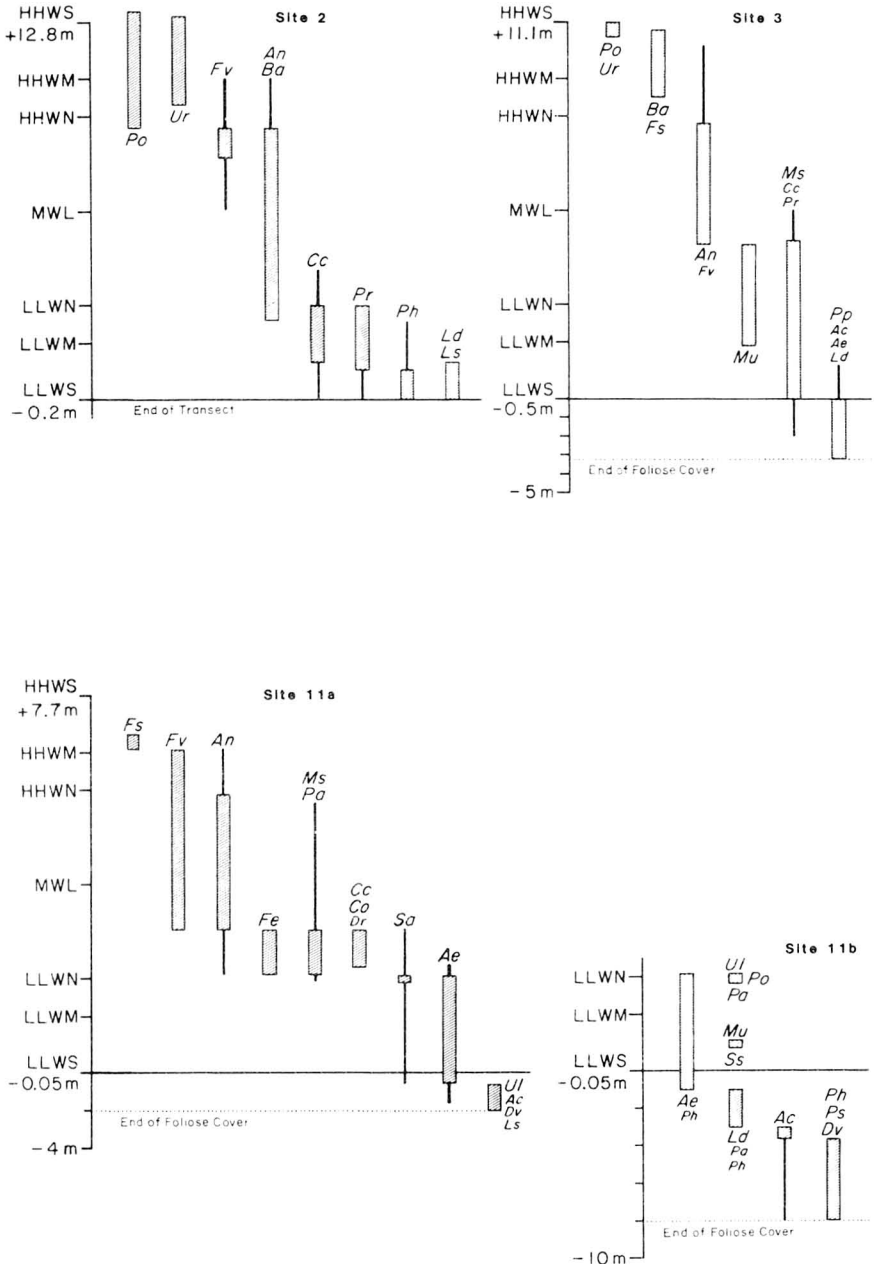 Site 2
HHWS
+12.8m
HHWM
HHWN
MWL
LLWN
LLWM
LLWS
-0.2m
Po
Ur
Fv
An
Ba
Cc
Pr
Ph
Ld
Ls
End of Transect
Site 3
HHWS
+11.1m
HHWM
HHWN
MWL
LLWN
LLWM
LLWS
-0.5m
-5m
Po
Ur
Ba
Fs
An
Fv
Mu
Ms
Cc
Pr
Pp
Ac
Ae
Ld
End of Foliose Cover
Site 11a
HHWS
+7.7m
HHWM
HHWN
MWL
LLWN
LLWM
LLWS
-0.05m
-4m
Fs
Fv
An
Fe
Ms
Pa
Cc
Co
Dr
Sa
Ae
Ul
Ac
Dv
Ls
End of Foliose Cover
Site 11b
LLWN
LLWM
LLWS
-0.05m
-10m
Ae
Ph
Ul
Po
Pa
Mu
Ss
Ld
Pa
Ph
Ac
Ph
Ps
Dv
End of Foliose Cover